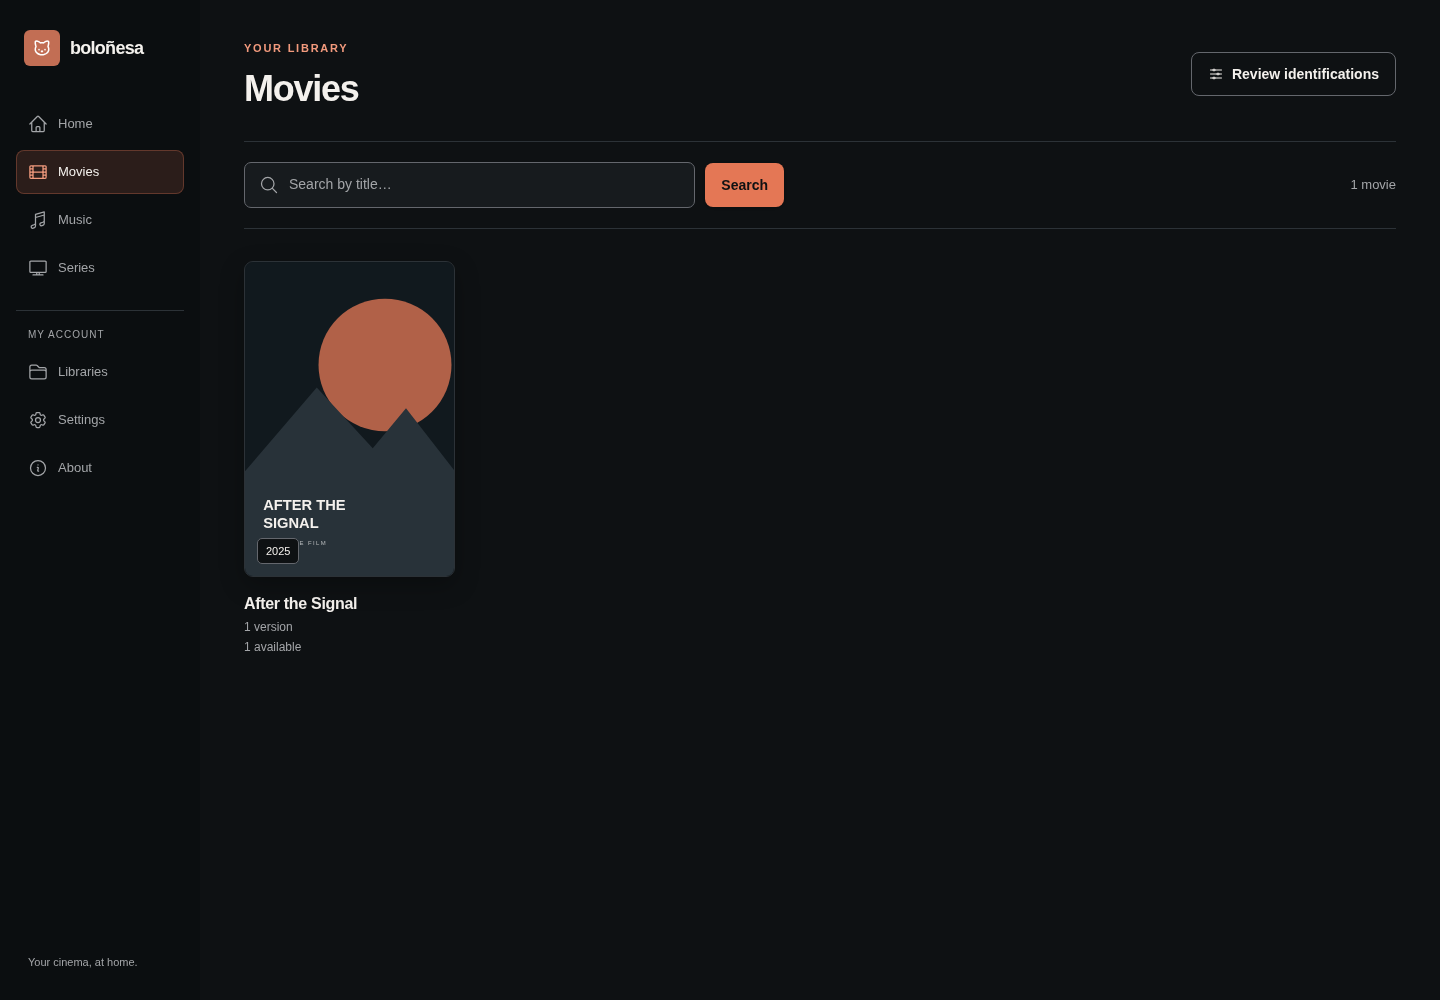 boloñesa
Home
Movies
Music
Series
MY ACCOUNT
Libraries
Settings
About
Your cinema, at home.
YOUR LIBRARY
Movies
Review identifications
Search by title…
Search
1 movie
AFTER THE
SIGNAL
FILM
2025
After the Signal
1 version
1 available